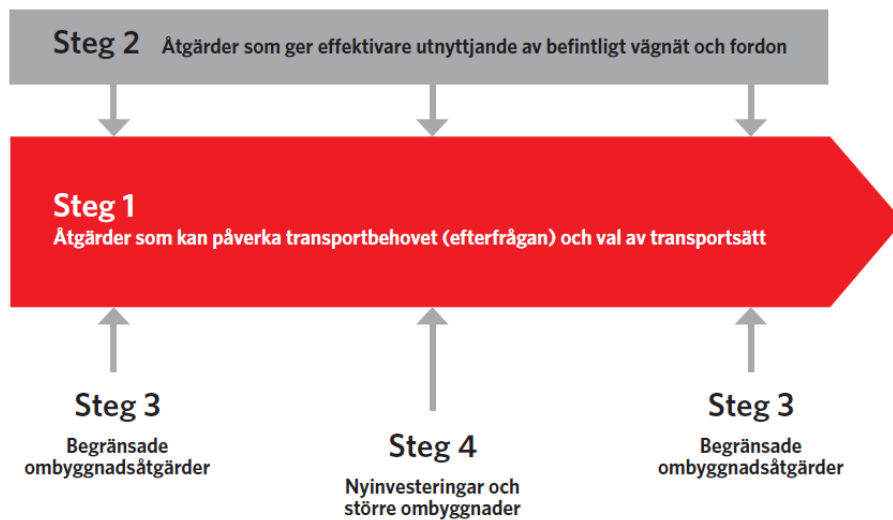 Steg 2 Åtgärder som ger effektivare utnyttjande av befintligt vägnät och fordon
Steg 1
Åtgärder som kan påverka transportbehovet (efterfrågan) och val av transportsätt
Steg 3
Begränsade
ombyggnadsåtgärder
Steg 4
Nyinvesteringar och
större ombyggnader
Steg 3
Begränsade
ombyggnadsåtgärder